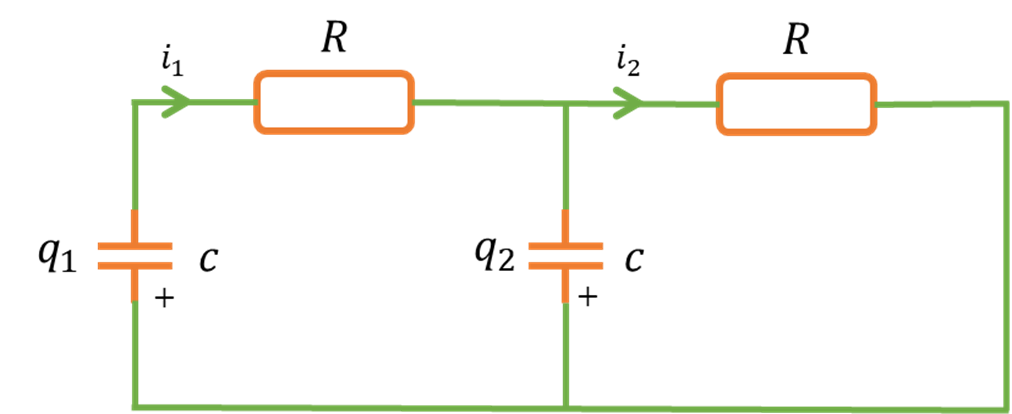 R
R
i₁
i₂
q₁
c
q₂
c
+
+